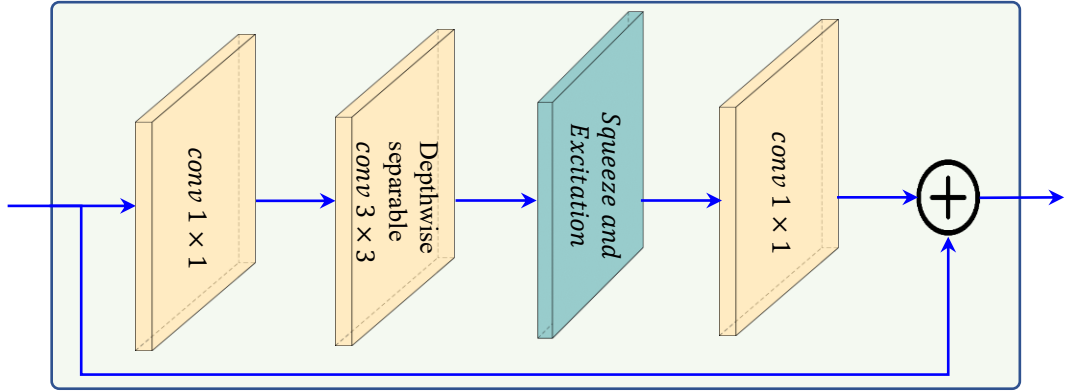 conv 1 × 1
Depthwise
separable
conv 3 × 3
Squeeze and
Excitation
conv 1 × 1
+